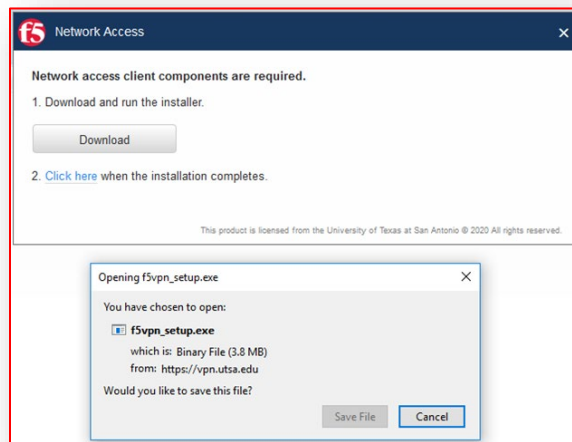 f5 Network Access
Network access client components are required.
1. Download and run the installer.
Download
2. Click here when the installation completes.
This product is licensed from the University of Texas at San Antonio © 2020 All rights reserved.
Opening f5vpn_setup.exe
You have chosen to open:
f5vpn_setup.exe
which is: Binary File (3.8 MB)
from: https://vpn.utsa.edu
Would you like to save this file?
Save File Cancel